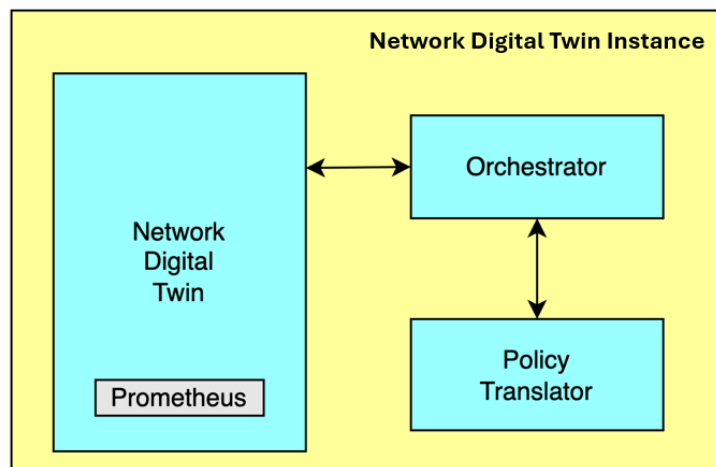 Network Digital Twin Instance
Network
Digital
Twin
Prometheus
Orchestrator
Policy
Translator